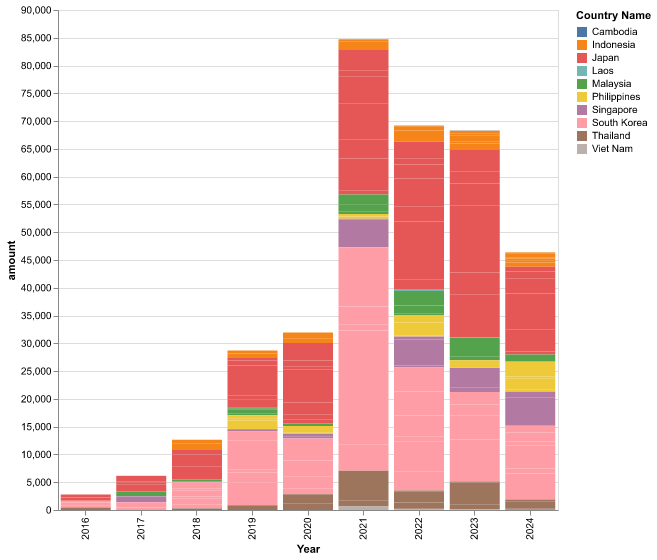 90,000
85,000
80,000
75,000
70,000
65,000
60,000
55,000
50,000
45,000
40,000
35,000
30,000
25,000
20,000
15,000
10,000
5,000
0
amount
2016
2017
2018
2019
2020
2021
2022
2023
2024
Year
Country Name
Cambodia
Indonesia
Japan
Laos
Malaysia
Philippines
Singapore
South Korea
Thailand
Viet Nam